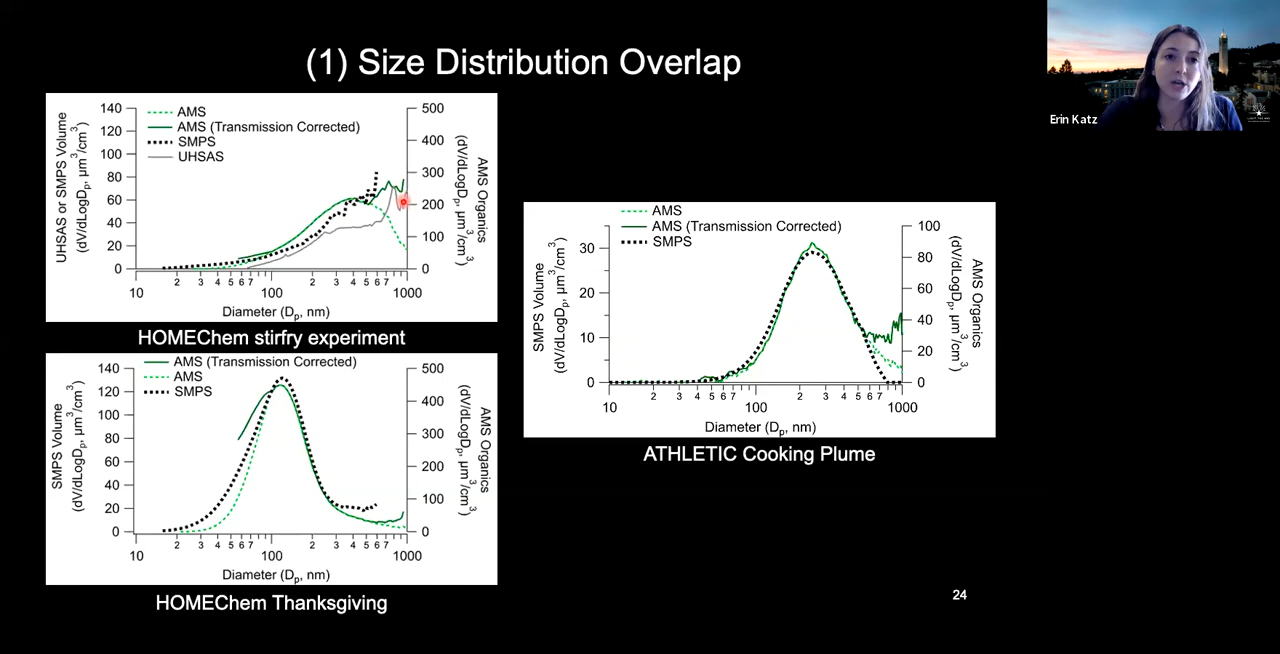 (1) Size Distribution Overlap
Erin Katz
AMS
AMS (Transmission Corrected)
SMPS
UHSAS
UHSAS or SMPS Volume
(dV/dLogDp, µm3/cm3)
140
120
100
80
60
40
20
0
500
400
300
200
100
0
AMS Organics
(dV/dLogDp, µm3/cm3)
10
2
3
4
5
6
7
100
2
3
4
5
6
7
1000
Diameter (Dp, nm)
HOMEChem stirfry experiment
AMS (Transmission Corrected)
AMS
SMPS
SMPS Volume
(dV/dLogDp, µm3/cm3)
140
120
100
80
60
40
20
0
500
400
300
200
100
0
AMS Organics
(dV/dLogDp, µm3/cm3)
10
2
3
4
5
6
7
100
2
3
4
5
6
7
1000
Diameter (Dp, nm)
HOMEChem Thanksgiving
AMS
AMS (Transmission Corrected)
SMPS
SMPS Volume
(dV/dLogDp, µm3/cm3)
30
20
10
0
100
80
60
40
20
0
AMS Organics
(dV/dLogDp, µm3/cm3)
10
2
3
4
5
6
7
100
2
3
4
5
6
7
1000
Diameter (Dp, nm)
ATHLETIC Cooking Plume
24